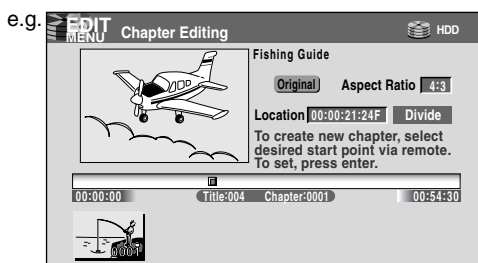 e.g.
EDIT
MENU
Chapter Editing
HDD
Fishing Guide
Original Aspect Ratio 4:3
Location 00:00:21:24F Divide
To create new chapter, select
desired start point via remote.
To set, press enter.
00:00:00 Title:004 Chapter:0001 00:54:30
0001